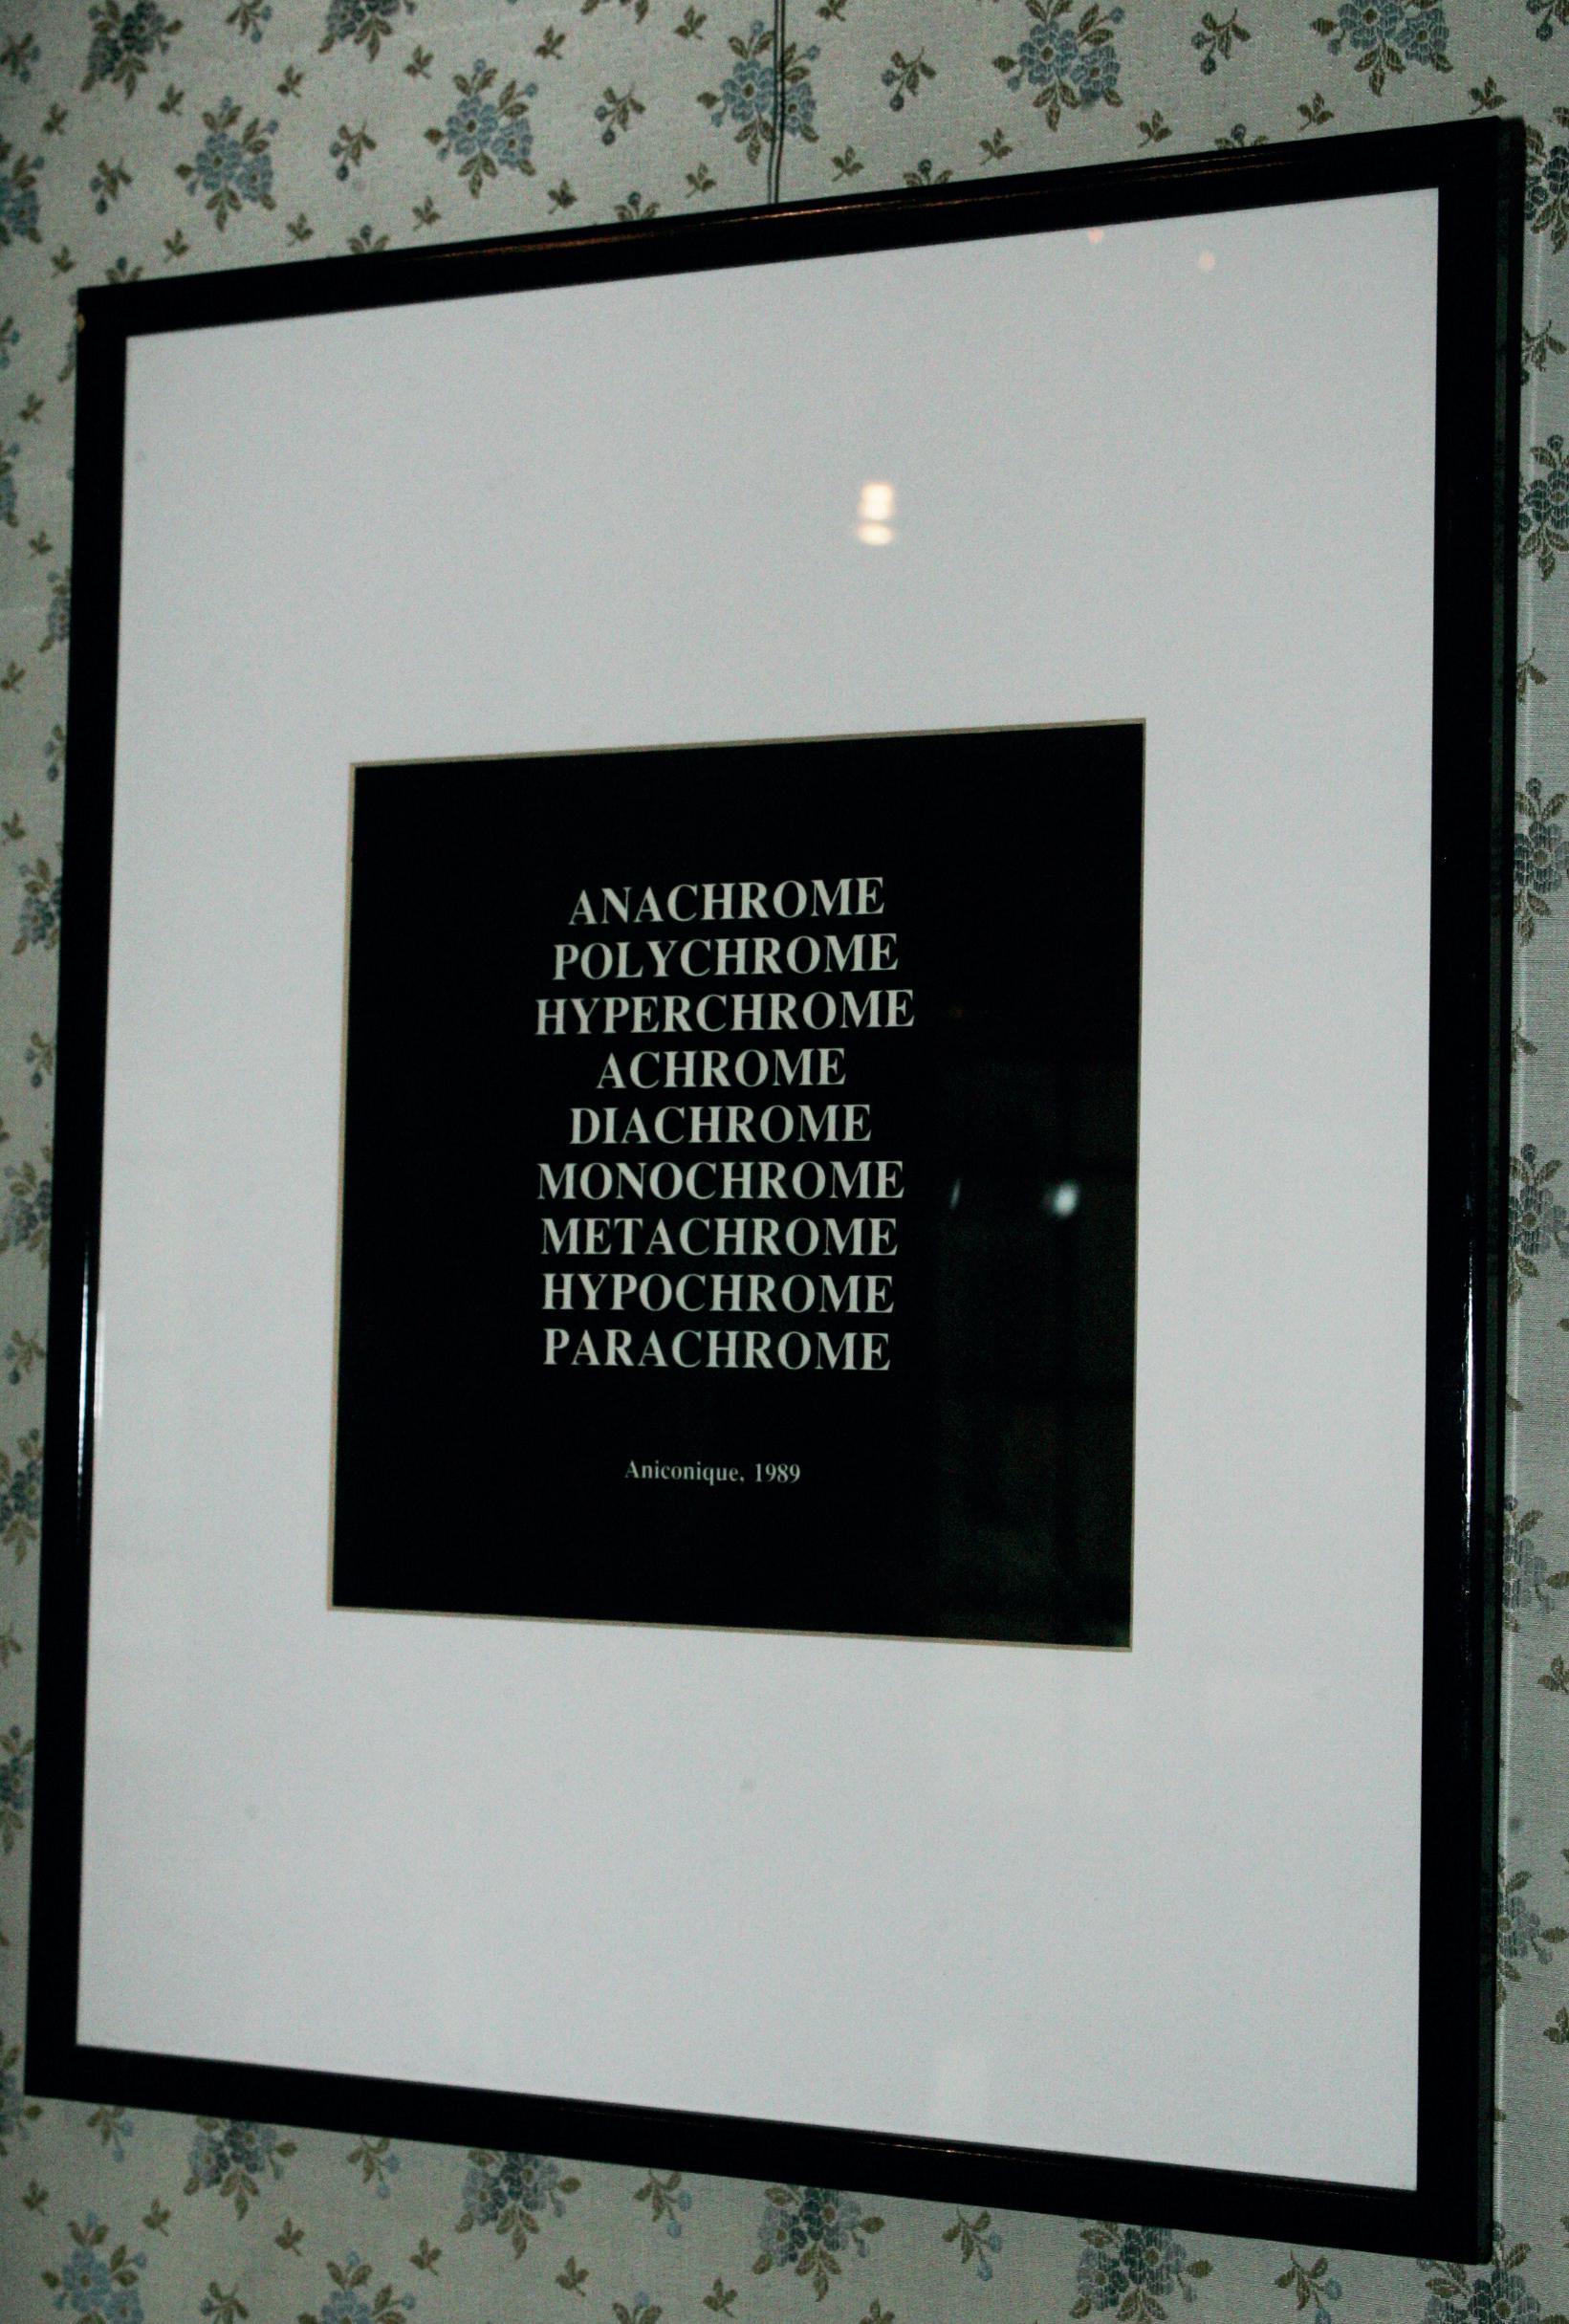 ANACHROME
POLYCHROME
HYPERCHROME
ACHROME
DIACHROME
MONOCHROME
METACHROME
HYPOCHROME
PARACHROME
Aniconique, 1989